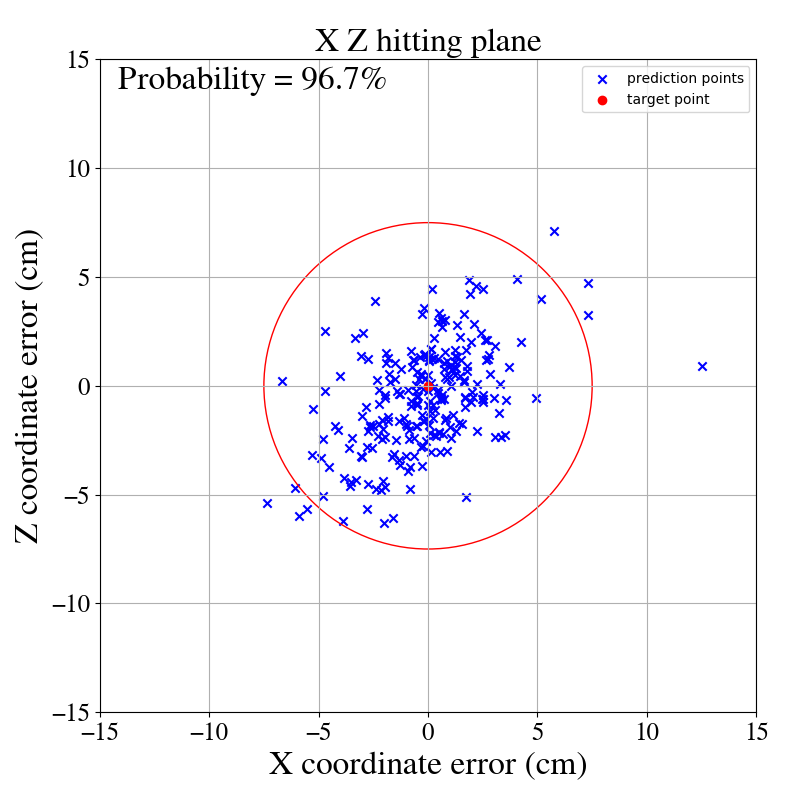 X Z hitting plane
Probability = 96.7%
prediction points
target point
15
10
5
0
−5
−10
−15
Z coordinate error (cm)
−15 −10 −5 0 5 10 15
X coordinate error (cm)